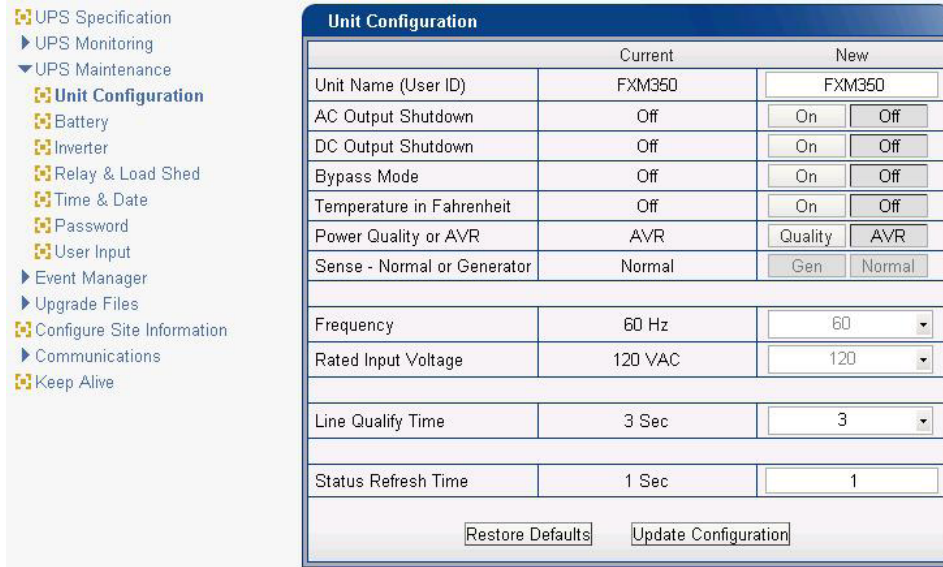 UPS Specification
UPS Monitoring
UPS Maintenance
Unit Configuration
Battery
Inverter
Relay & Load Shed
Time & Date
Password
User Input
Event Manager
Upgrade Files
Configure Site Information
Communications
Keep Alive
Unit Configuration
Current New
Unit Name (User ID) FXM350 FXM350
AC Output Shutdown Off On Off
DC Output Shutdown Off On Off
Bypass Mode Off On Off
Temperature in Fahrenheit Off On Off
Power Quality or AVR AVR Quality AVR
Sense - Normal or Generator Normal Gen Normal
Frequency 60 Hz 60
Rated Input Voltage 120 VAC 120
Line Qualify Time 3 Sec 3
Status Refresh Time 1 Sec 1
Restore Defaults Update Configuration